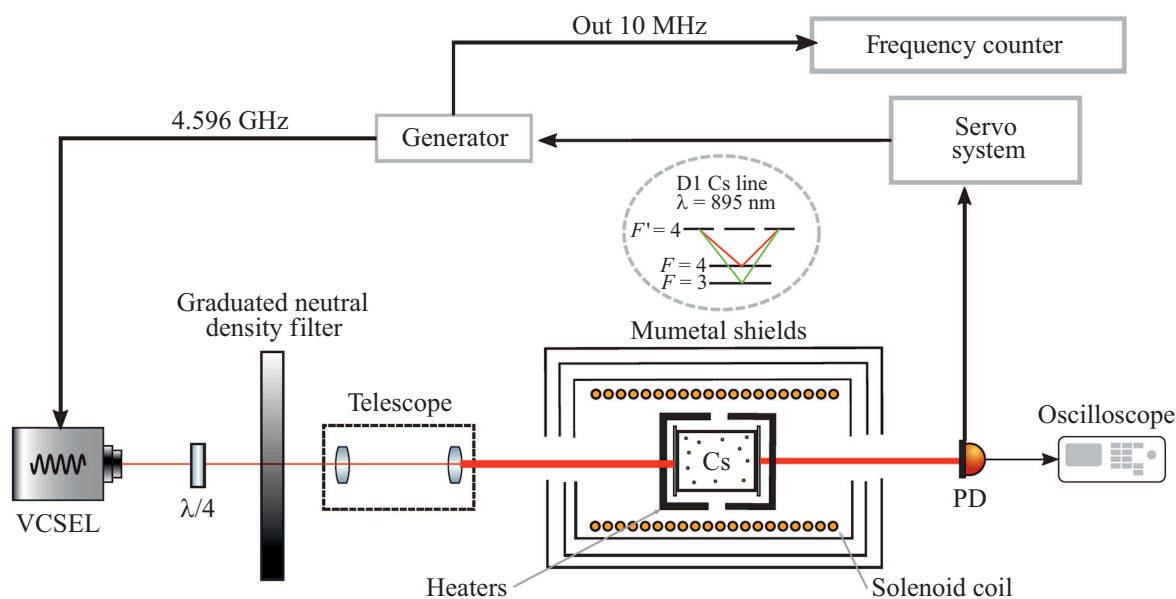 Out 10 MHz
Frequency counter
4.596 GHz
Generator
Servo
system
D1 Cs line
λ = 895 nm
F' = 4
F = 4
F = 3
Graduated neutral
density filter
Mumetal shields
Telescope
Oscilloscope
Cs
VCSEL
λ/4
PD
Heaters
Solenoid coil